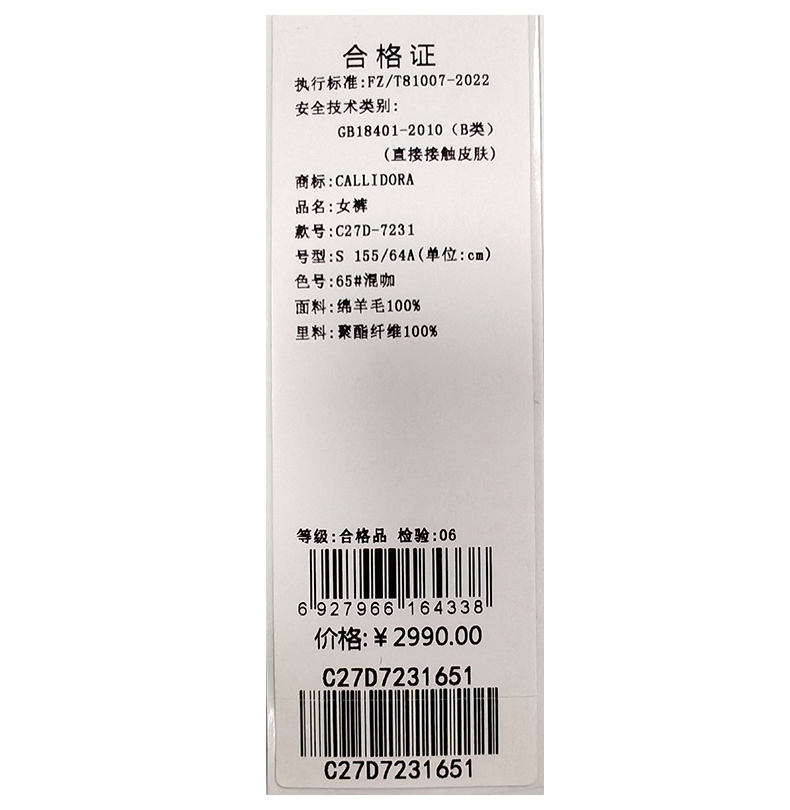 合格证
执行标准:FZ/T81007-2022
安全技术类别:
GB18401-2010（B类）
(直接接触皮肤)
商标:CALLIDORA
品名:女裤
款号:C27D-7231
号型:S 155/64A(单位:cm)
色号:65#混咖
面料:绵羊毛100%
里料:聚酯纤维100%
等级:合格品 检验:06
6 927966 164338
价格:￥2990.00
C27D7231651
C27D7231651